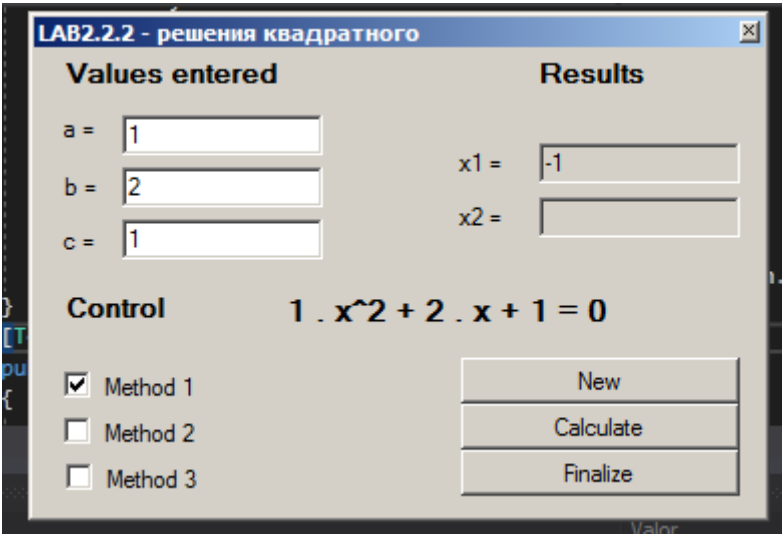 LAB2.2.2 - решения квадратного
Values entered
Results
a = 1
b = 2
c = 1
x1 = -1
x2 =
Control
1 . x^2 + 2 . x + 1 = 0
Method 1
Method 2
Method 3
New
Calculate
Finalize
}
[T
pu
{
Valor